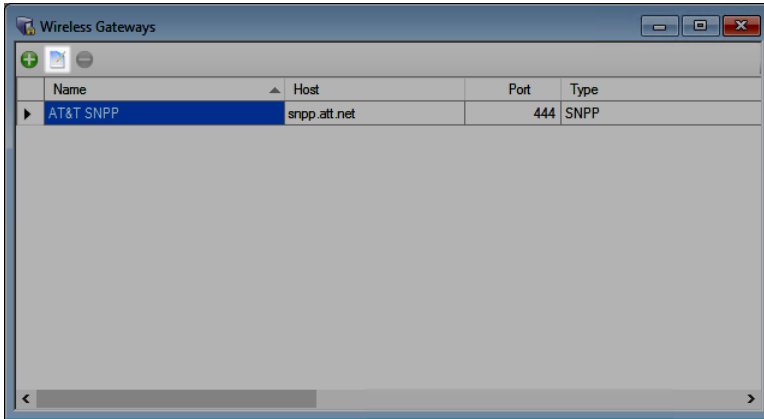 Wireless Gateways
Name Host Port Type
AT&T SNPP snpp.att.net 444 SNPP